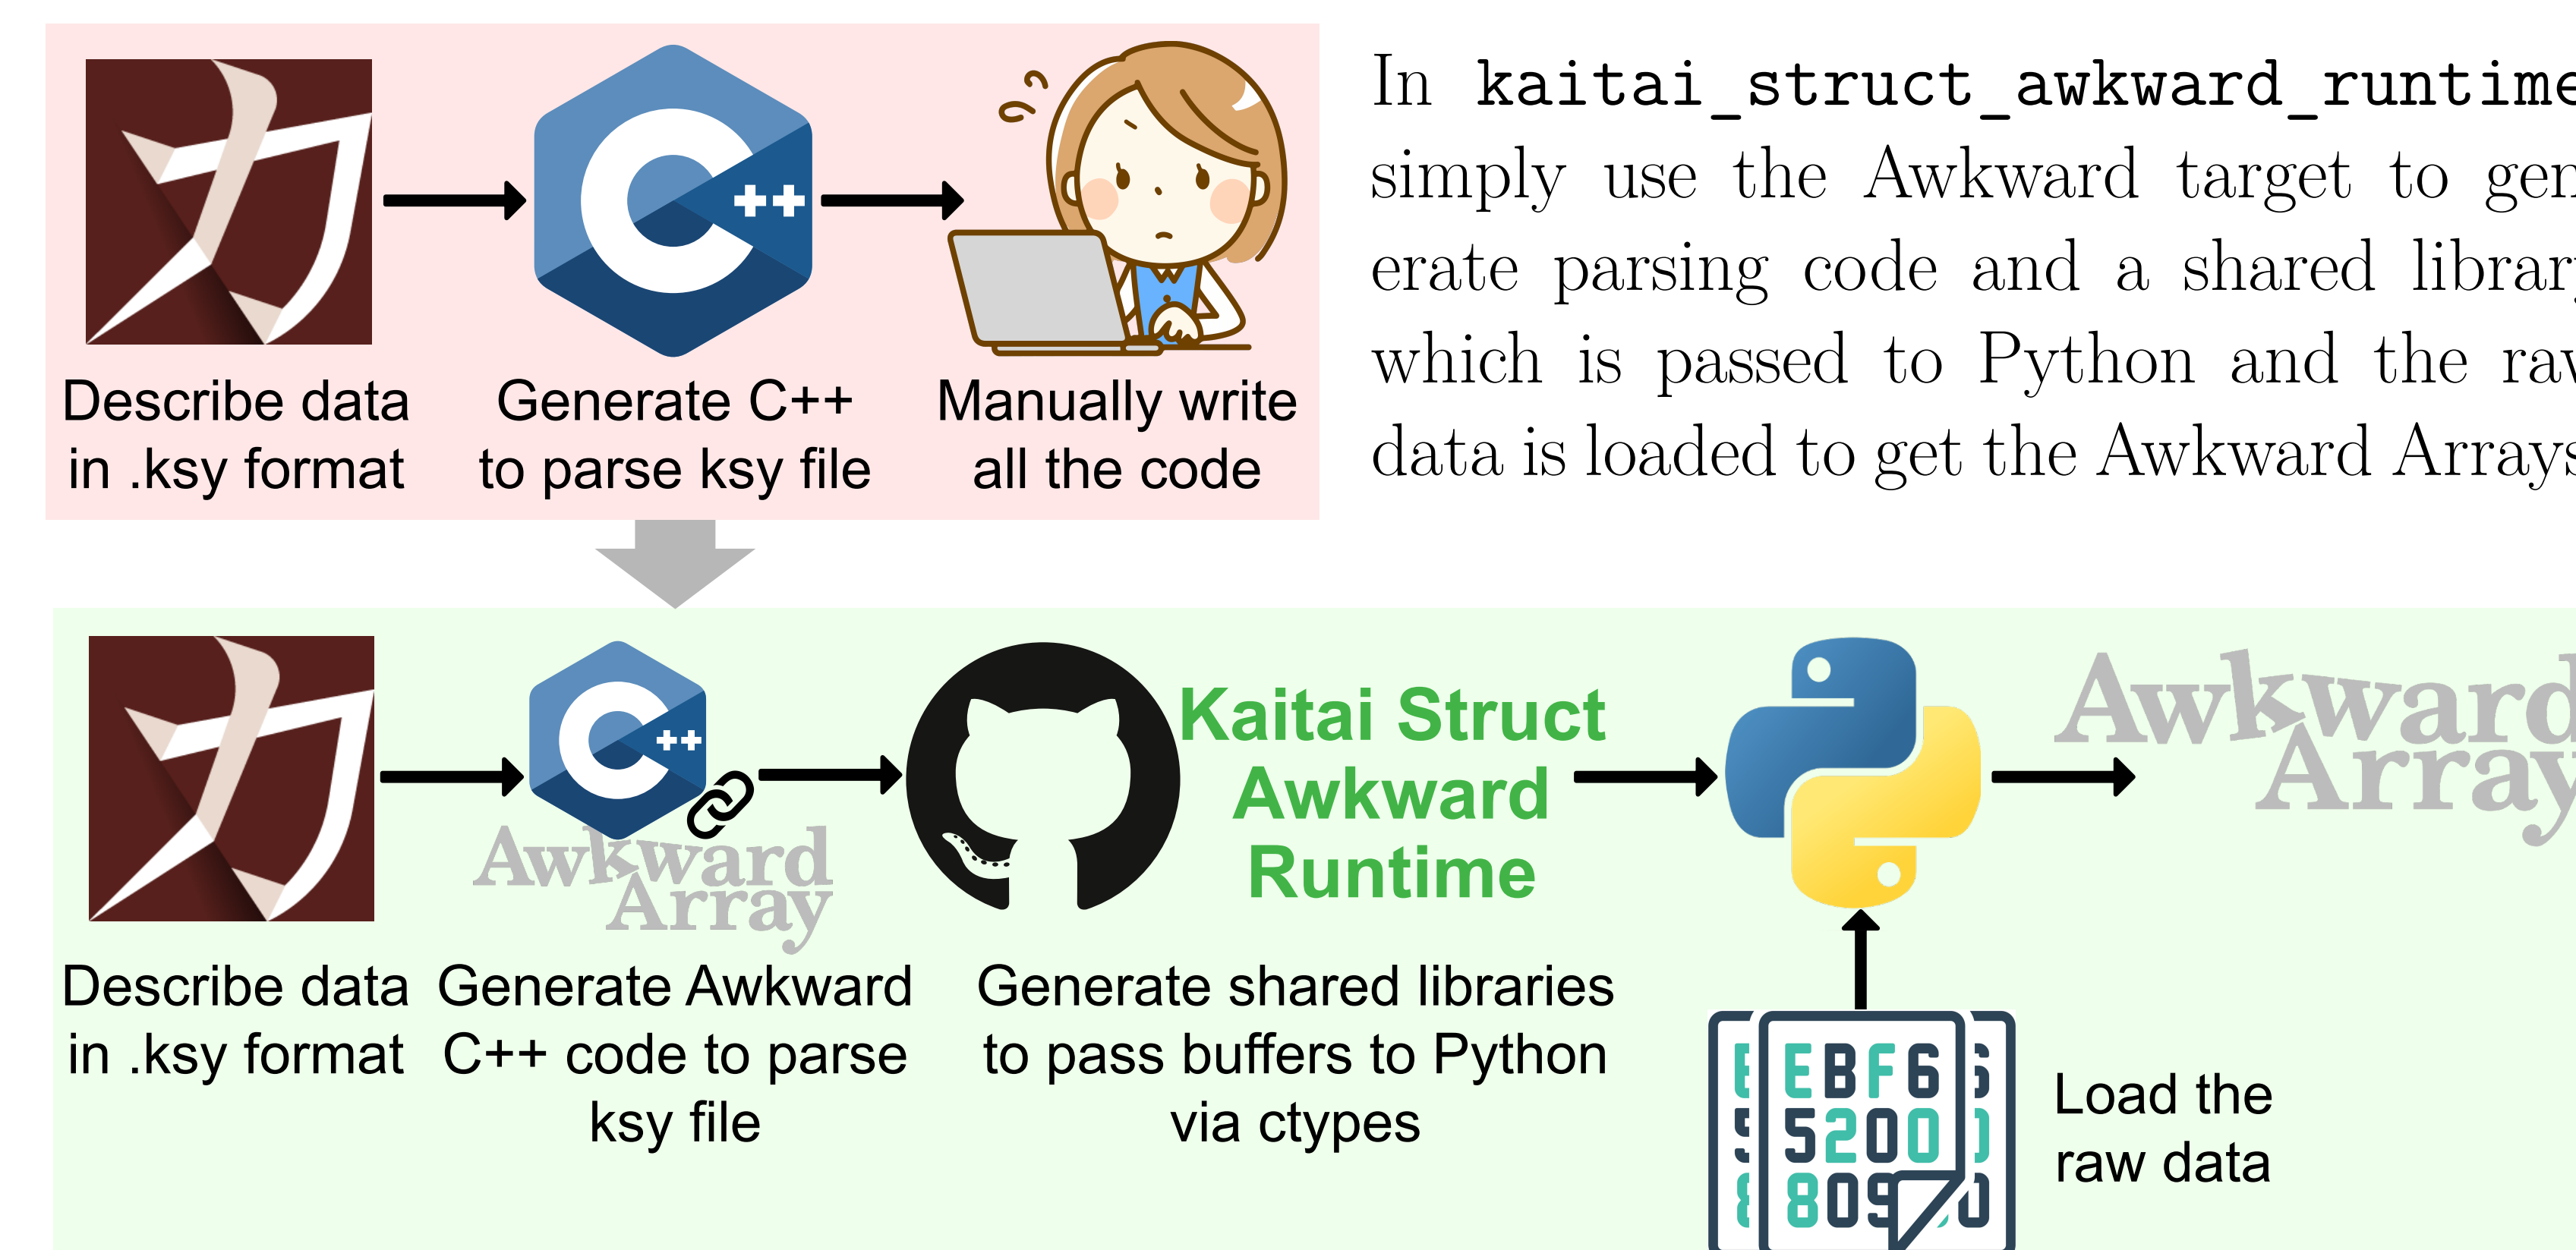 Describe data
in .ksy format
Generate C++
to parse ksy file
Manually write
all the code
In kaitai_struct_awkward_runtime
simply use the Awkward target to gen
erate parsing code and a shared library
which is passed to Python and the raw
data is loaded to get the Awkward Arrays
Describe data
in .ksy format
C++
Awkward
Array
Generate Awkward
C++ code to parse
ksy file
Kaitai Struct
Awkward
Runtime
Generate shared libraries
to pass buffers to Python
via ctypes
Awkward
Array
EBF6
5200
809
Load the
raw data